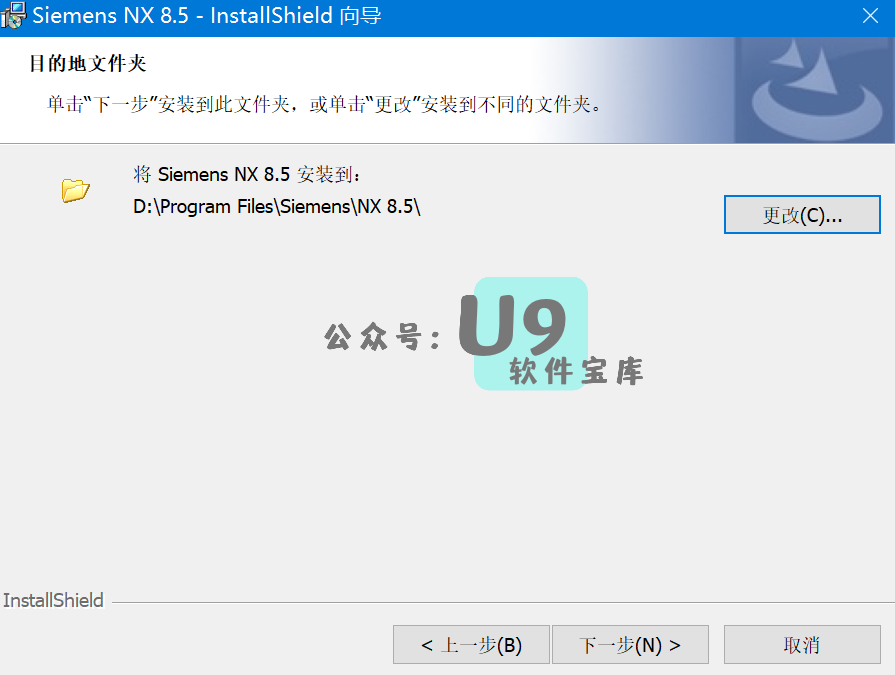 Siemens NX 8.5 - InstallShield 向导
目的地文件夹
单击“下一步”安装到此文件夹，或单击“更改”安装到不同的文件夹。
将 Siemens NX 8.5 安装到：
D:\Program Files\Siemens\NX 8.5\
更改(C)...
公众号：U9
软件宝库
InstallShield
< 上一步(B)
下一步(N) >
取消